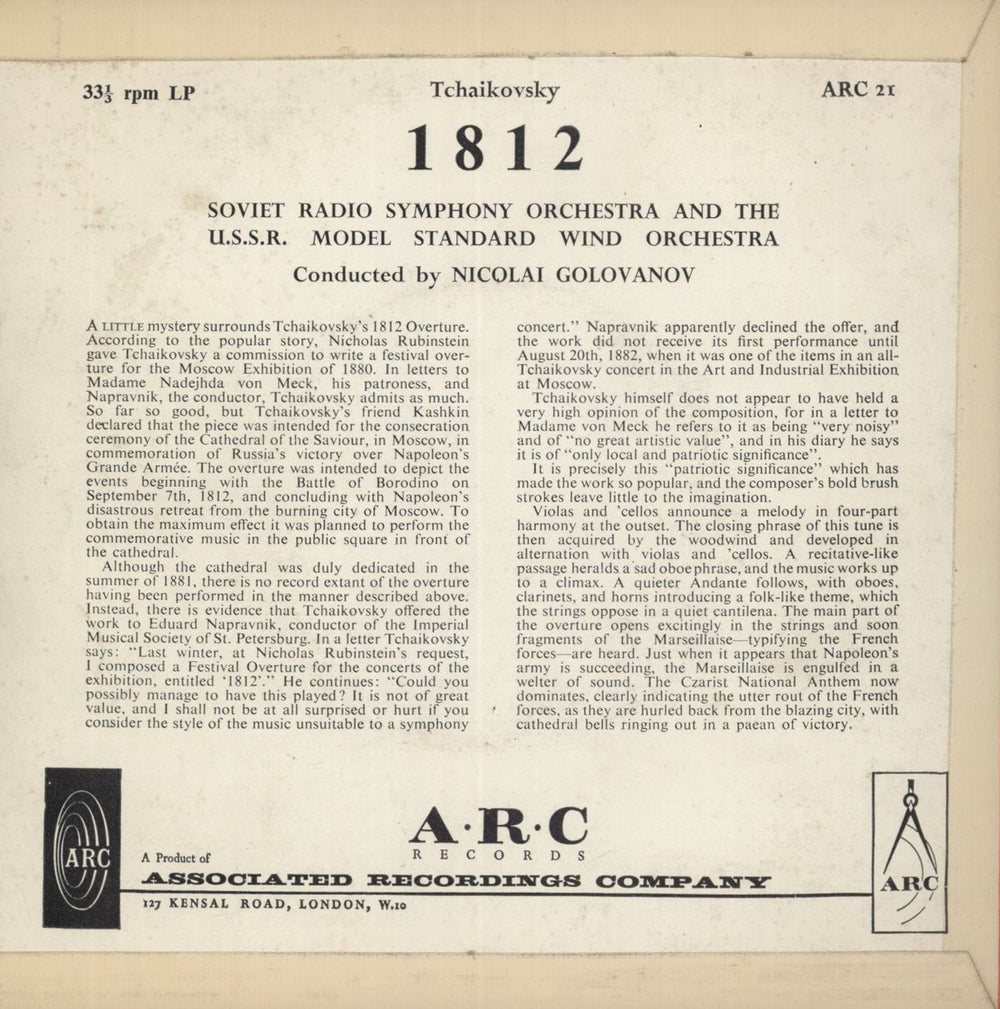 33⅓ rpm LP
Tchaikovsky
ARC 21
1812
SOVIET RADIO SYMPHONY ORCHESTRA AND THE
U.S.S.R. MODEL STANDARD WIND ORCHESTRA
Conducted by NICOLAI GOLOVANOV
A LITTLE mystery surrounds Tchaikovsky's 1812 Overture.
According to the popular story, Nicholas Rubinstein
gave Tchaikovsky a commission to write a festival over-
ture for the Moscow Exhibition of 1880. In letters to
Madame Nadejhda von Meck, his patroness, and
Napravnik, the conductor, Tchaikovsky admits as much.
So far so good, but Tchaikovsky's friend Kashkin
declared that the piece was intended for the consecration
ceremony of the Cathedral of the Saviour, in Moscow, in
commemoration of Russia's victory over Napoleon's
Grande Armée. The overture was intended to depict the
events beginning with the Battle of Borodino on
September 7th, 1812, and concluding with Napoleon's
disastrous retreat from the burning city of Moscow. To
obtain the maximum effect it was planned to perform the
commemorative music in the public square in front of
the cathedral.
Although the cathedral was duly dedicated in the
summer of 1881, there is no record extant of the overture
having been performed in the manner described above.
Instead, there is evidence that Tchaikovsky offered the
work to Eduard Napravnik, conductor of the Imperial
Musical Society of St. Petersburg. In a letter Tchaikovsky
says: "Last winter, at Nicholas Rubinstein's request,
I composed a Festival Overture for the concerts of the
exhibition, entitled '1812'." He continues: "Could you
possibly manage to have this played? It is not of great
value, and I shall not be at all surprised or hurt if you
consider the style of the music unsuitable to a symphony
concert." Napravnik apparently declined the offer, and
the work did not receive its first performance until
August 20th, 1882, when it was one of the items in an all-
Tchaikovsky concert in the Art and Industrial Exhibition
at Moscow.
Tchaikovsky himself does not appear to have held a
very high opinion of the composition, for in a letter to
Madame von Meck he refers to it as being "very noisy"
and of "no great artistic value", and in his diary he says
it is of "only local and patriotic significance".
It is precisely this "patriotic significance" which has
made the work so popular, and the composer's bold brush
strokes leave little to the imagination.
Violas and 'cellos announce a melody in four-part
harmony at the outset. The closing phrase of this tune is
then acquired by the woodwind and developed in
alternation with violas and 'cellos. A recitative-like
passage heralds a sad oboe phrase, and the music works up
to a climax. A quieter Andante follows, with oboes,
clarinets, and horns introducing a folk-like theme, which
the strings oppose in a quiet cantilena. The main part of
the overture opens excitingly in the strings and soon
fragments of the Marseillaise—typifying the French
forces—are heard. Just when it appears that Napoleon's
army is succeeding, the Marseillaise is engulfed in a
welter of sound. The Czarist National Anthem now
dominates, clearly indicating the utter rout of the French
forces, as they are hurled back from the blazing city, with
cathedral bells ringing out in a paean of victory.
ARC
A·R·C
RECORDS
A Product of
ASSOCIATED RECORDINGS COMPANY
127 KENSAL ROAD, LONDON, W.10
ARC